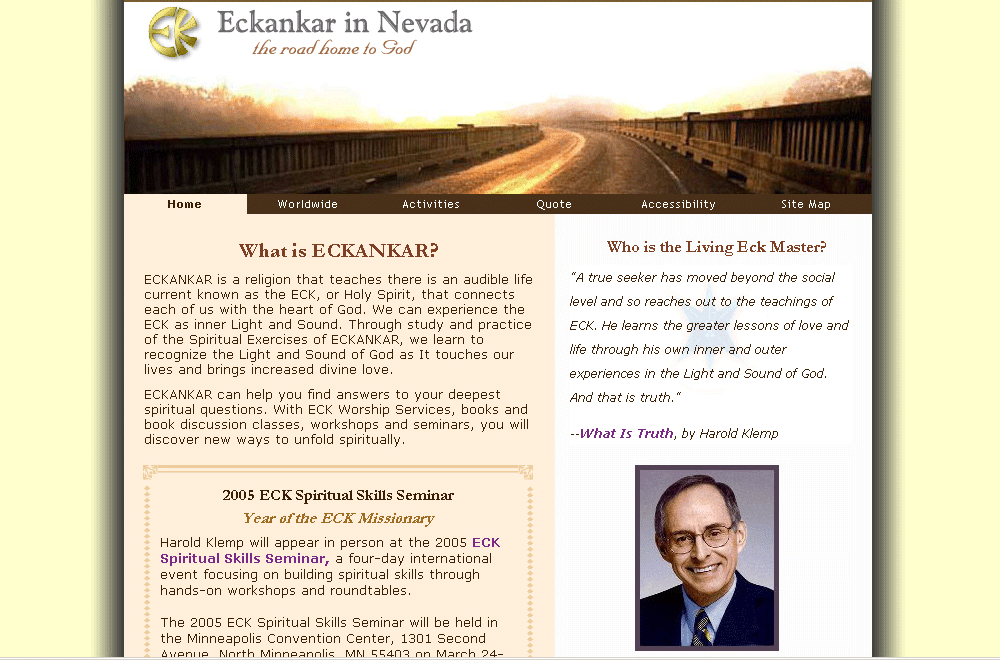 EK
Eckankar in Nevada
the road home to God
Home Worldwide Activities Quote Accessibility Site Map
What is ECKANKAR?
ECKANKAR is a religion that teaches there is an audible life
current known as the ECK, or Holy Spirit, that connects
each of us with the heart of God. We can experience the
ECK as inner Light and Sound. Through study and practice
of the Spiritual Exercises of ECKANKAR, we learn to
recognize the Light and Sound of God as It touches our
lives and brings increased divine love.
ECKANKAR can help you find answers to your deepest
spiritual questions. With ECK Worship Services, books and
book discussion classes, workshops and seminars, you will
discover new ways to unfold spiritually.
2005 ECK Spiritual Skills Seminar
Year of the ECK Missionary
Harold Klemp will appear in person at the 2005 ECK
Spiritual Skills Seminar, a four-day international
event focusing on building spiritual skills through
hands-on workshops and roundtables.
The 2005 ECK Spiritual Skills Seminar will be held in
the Minneapolis Convention Center, 1301 Second
Avenue, North Minneapolis, MN 55403 on March 24-
Who is the Living Eck Master?
"A true seeker has moved beyond the social
level and so reaches out to the teachings of
ECK. He learns the greater lessons of love and
life through his own inner and outer
experiences in the Light and Sound of God.
And that is truth."
--What Is Truth, by Harold Klemp